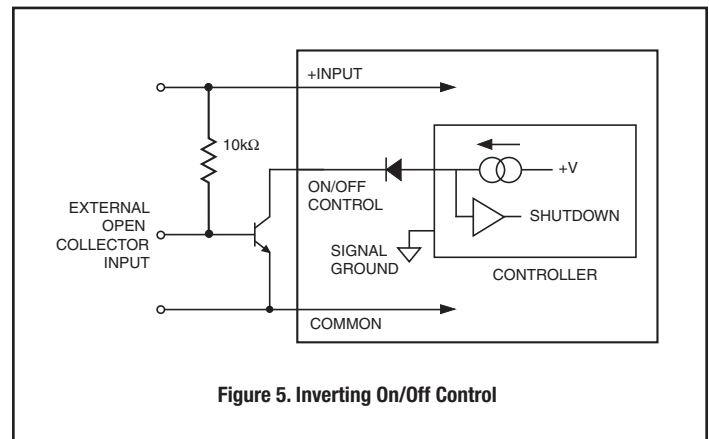 +INPUT
10kΩ
+V
ON/OFF
CONTROL
EXTERNAL
OPEN
COLLECTOR
INPUT
SHUTDOWN
SIGNAL
GROUND
CONTROLLER
COMMON
Figure 5. Inverting On/Off Control